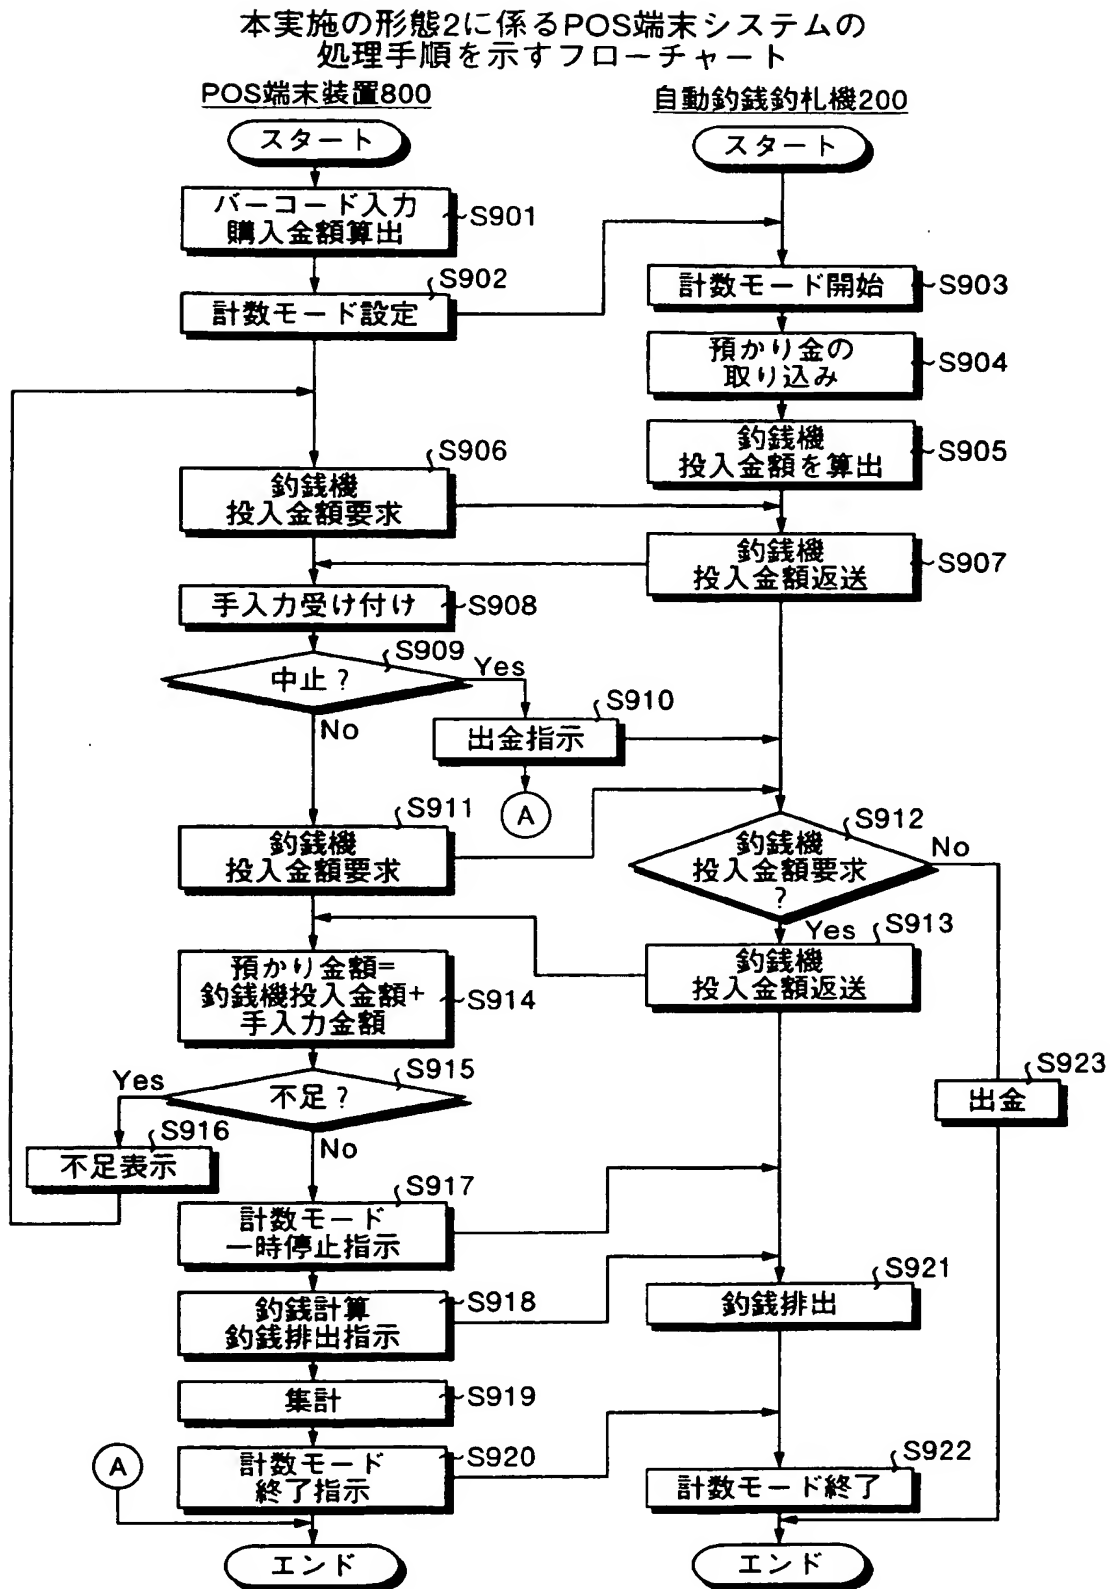 本実施の形態2に係るPOS端末システムの
処理手順を示すフローチャート
POS端末装置800
自動釣銭釣札機200
スタート
スタート
バーコード入力
購入金額算出
S901
S902
計数モード設定
計数モード開始
S903
預かり金の
取り込み
S904
釣銭機
投入金額を算出
S905
S906
釣銭機
投入金額要求
釣銭機
投入金額返送
S907
手入力受け付け
S908
S909
中止?
Yes
No
S910
出金指示
A
S911
釣銭機
投入金額要求
S912
釣銭機
投入金額要求
?
No
Yes
S913
釣銭機
投入金額返送
預かり金額=
釣銭機投入金額+
手入力金額
S914
S915
不足?
Yes
No
S916
不足表示
S923
出金
S917
計数モード
一時停止指示
釣銭計算
釣銭排出指示
S918
S921
釣銭排出
集計
S919
A
計数モード
終了指示
S920
S922
計数モード終了
エンド
エンド